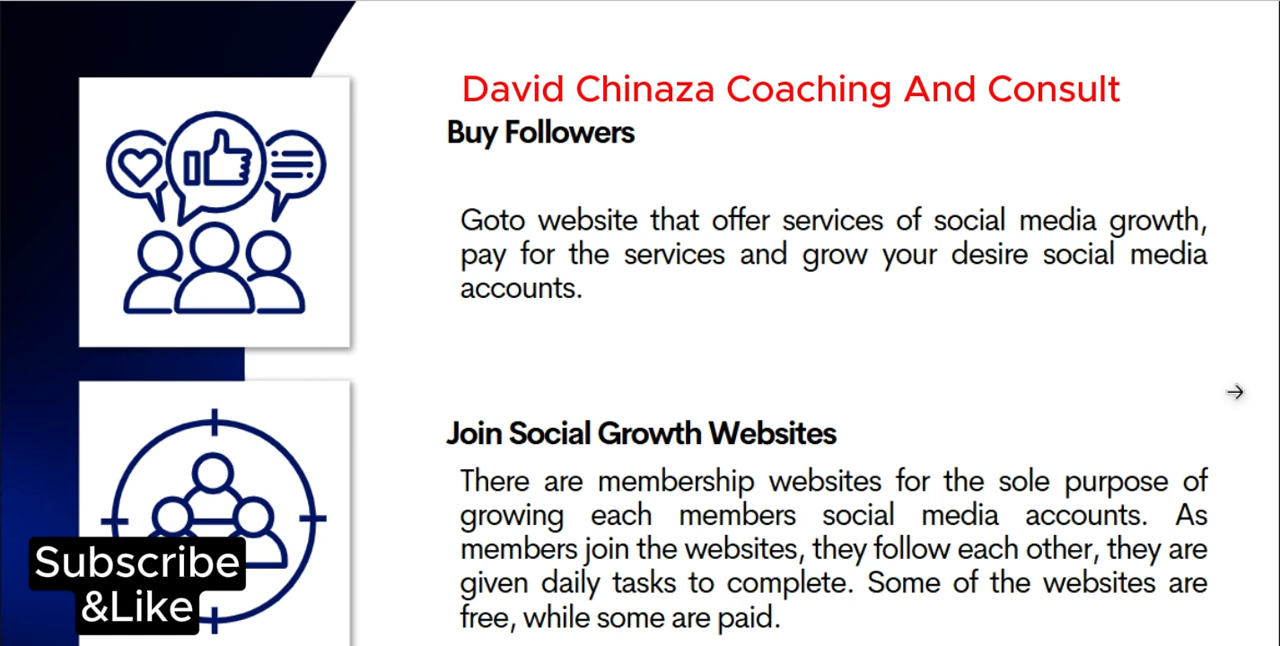 David Chinaza Coaching And Consult
Buy Followers
Goto website that offer services of social media growth,
pay for the services and grow your desire social media
accounts.
Join Social Growth Websites
There are membership websites for the sole purpose of
growing each members social media accounts. As
members join the websites, they follow each other, they are
given daily tasks to complete. Some of the websites are
free, while some are paid.
Subscribe
&Like